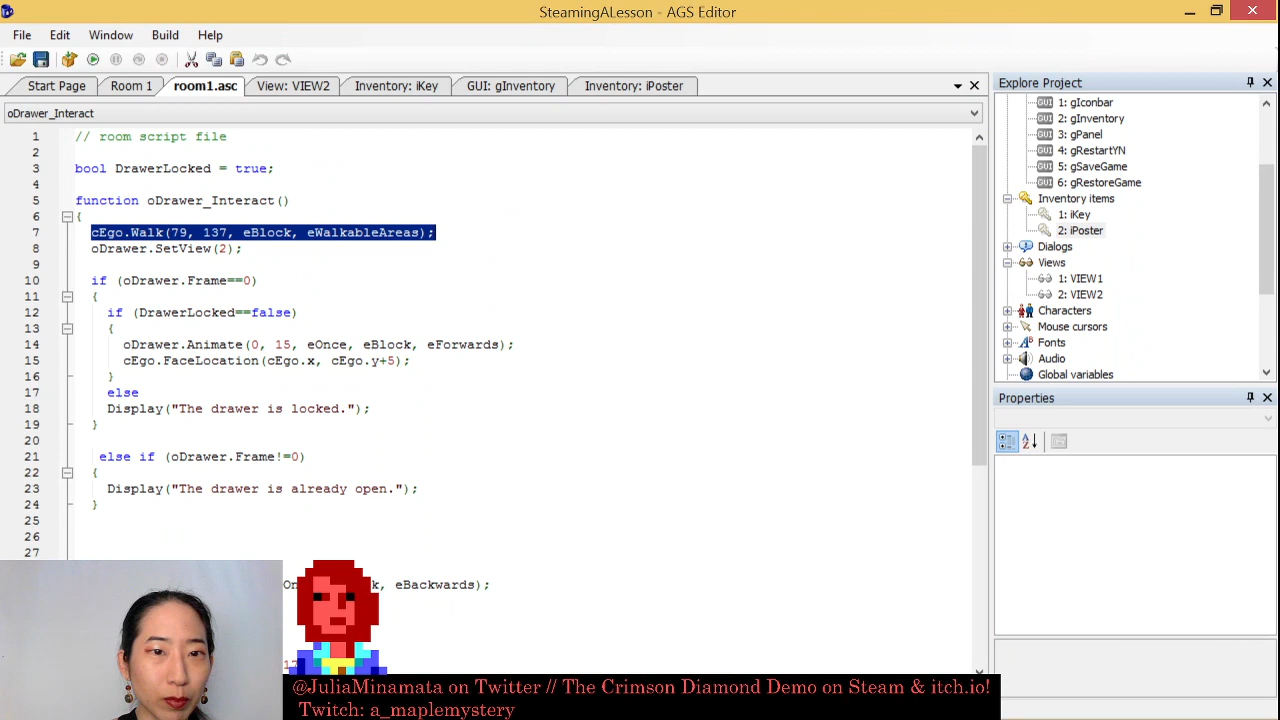 SteamingALesson - AGS Editor
File Edit Window Build Help
Start Page Room 1 room1.asc View: VIEW2 Inventory: iKey GUI: gInventory Inventory: iPoster
oDrawer_Interact
1 // room script file
2
3 bool DrawerLocked = true;
4
5 function oDrawer_Interact()
6 {
7 cEgo.Walk(79, 137, eBlock, eWalkableAreas);
8 oDrawer.SetView(2);
9
10 if (oDrawer.Frame==0)
11 {
12 if (DrawerLocked==false)
13 {
14 oDrawer.Animate(0, 15, eOnce, eBlock, eForwards);
15 cEgo.FaceLocation(cEgo.x, cEgo.y+5);
16 }
17 else
18 Display("The drawer is locked.");
19 }
20
21 else if (oDrawer.Frame!=0)
22 {
23 Display("The drawer is already open.");
24 }
25
26
27
k, eBackwards);
Explore Project
GUI 1: gIconbar
GUI 2: gInventory
GUI 3: gPanel
GUI 4: gRestartYN
GUI 5: gSaveGame
GUI 6: gRestoreGame
Inventory items
1: iKey
2: iPoster
Dialogs
Views
1: VIEW1
2: VIEW2
Characters
Mouse cursors
Fonts
Audio
Global variables
Properties
@JuliaMinamata on Twitter // The Crimson Diamond Demo on Steam & itch.io!
Twitch: a_maplemystery